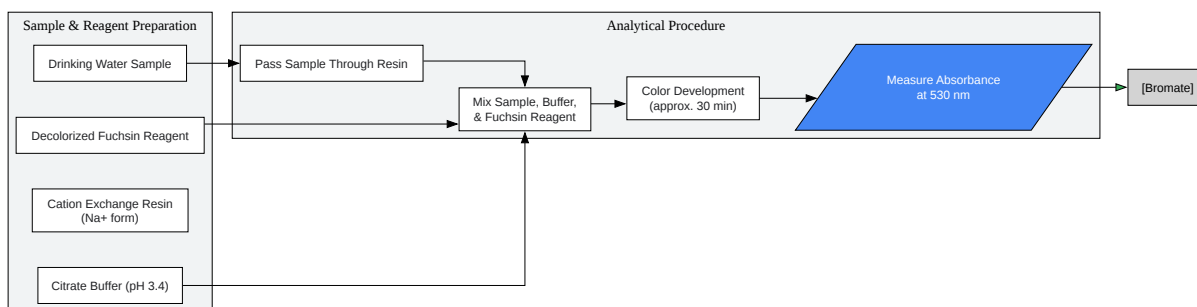 Sample & Reagent Preparation
Drinking Water Sample
Decolorized Fuchsin Reagent
Cation Exchange Resin
(Na+ form)
Citrate Buffer (pH 3.4)
Analytical Procedure
Pass Sample Through Resin
Mix Sample, Buffer,
& Fuchsin Reagent
Color Development
(approx. 30 min)
Measure Absorbance
at 530 nm
[Bromate]